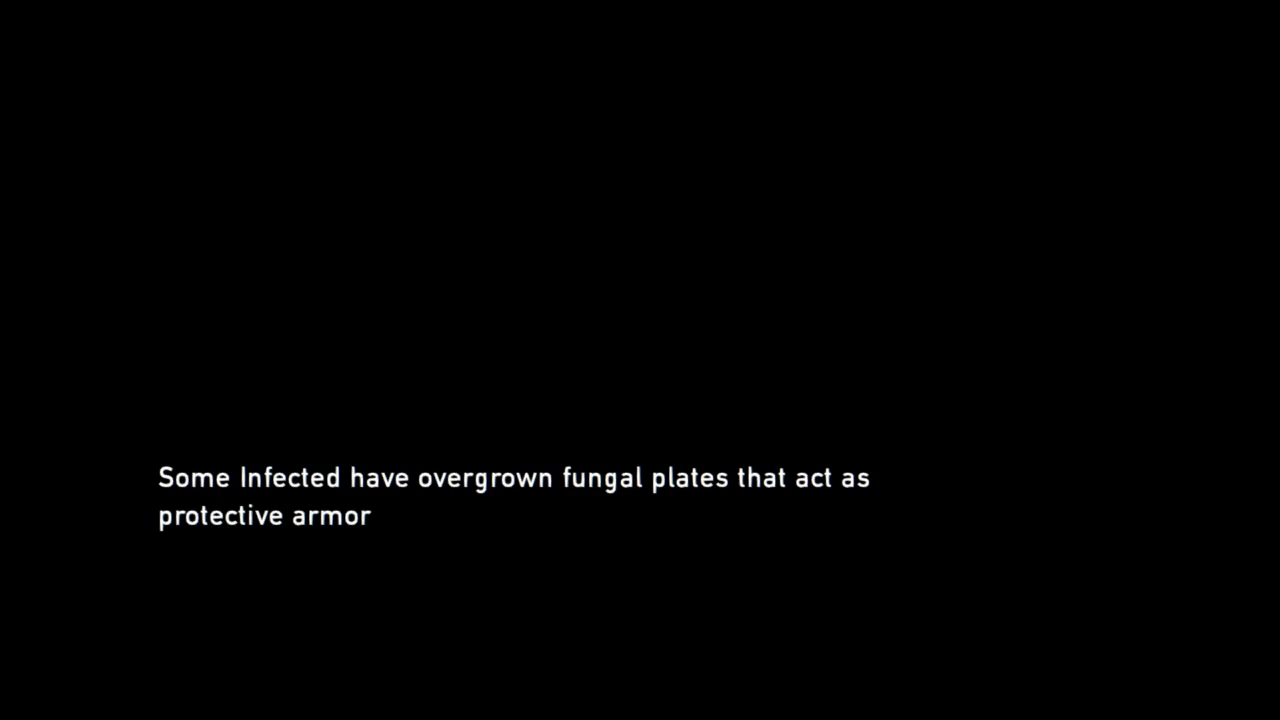 Some Infected have overgrown fungal plates that act as
protective armor